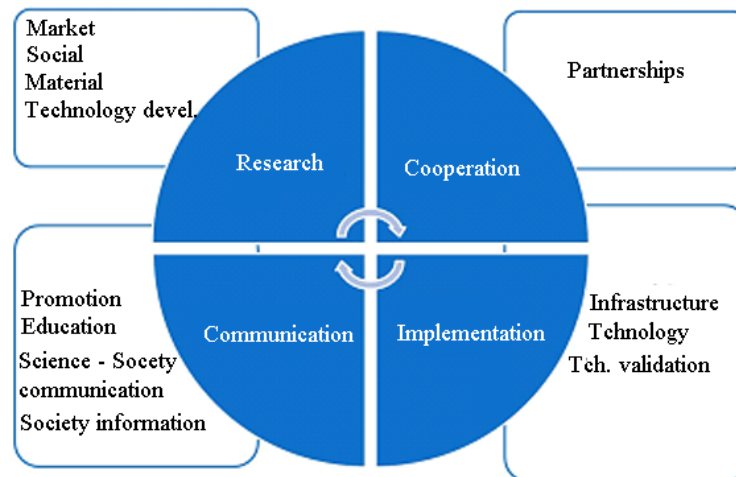 Market
Social
Material
Technology devel.
Partnerships
Research
Cooperation
Communication
Implementation
Promotion
Education
Science - Socety
communication
Society information
Infrastructure
Tchnology
Tch. validation